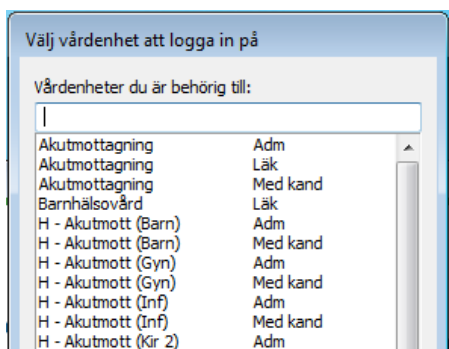 Välj vårdenhet att logga in på
Vårdenheter du är behörig till:
Akutmottagning Adm
Akutmottagning Läk
Akutmottagning Med kand
Barnhälsovård Läk
H - Akutmott (Barn) Adm
H - Akutmott (Barn) Med kand
H - Akutmott (Gyn) Adm
H - Akutmott (Gyn) Med kand
H - Akutmott (Inf) Adm
H - Akutmott (Inf) Med kand
H - Akutmott (Kir 2) Adm